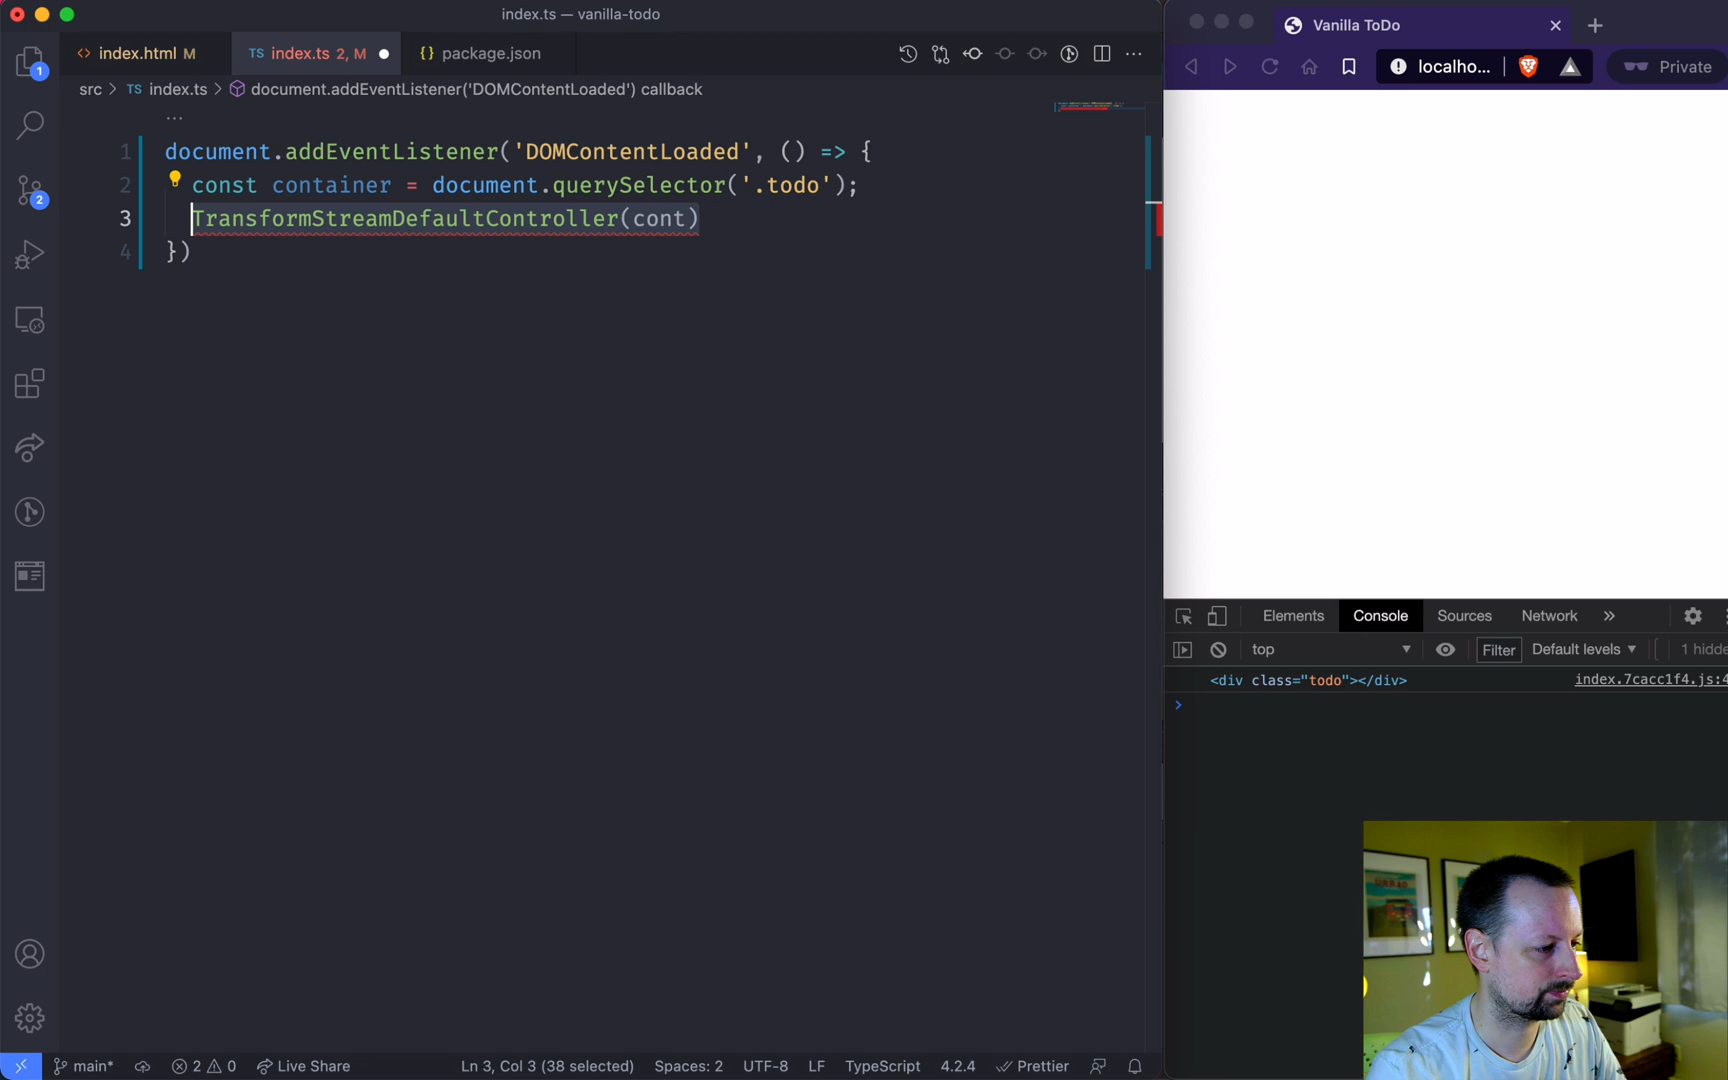 index.ts — vanilla-todo
index.html M
TS index.ts 2, M
{} package.json
src > TS index.ts > document.addEventListener('DOMContentLoaded') callback
...
1 document.addEventListener('DOMContentLoaded', () => {
2 const container = document.querySelector('.todo');
3 TransformStreamDefaultController(cont)
4 })
1
2
main* 2 0 Live Share Ln 3, Col 3 (38 selected) Spaces: 2 UTF-8 LF TypeScript 4.2.4 Prettier
Vanilla ToDo
localho... Private
Elements Console Sources Network »
top Filter Default levels 1 hidde
<div class="todo"></div> index.7cacc1f4.js:4
>